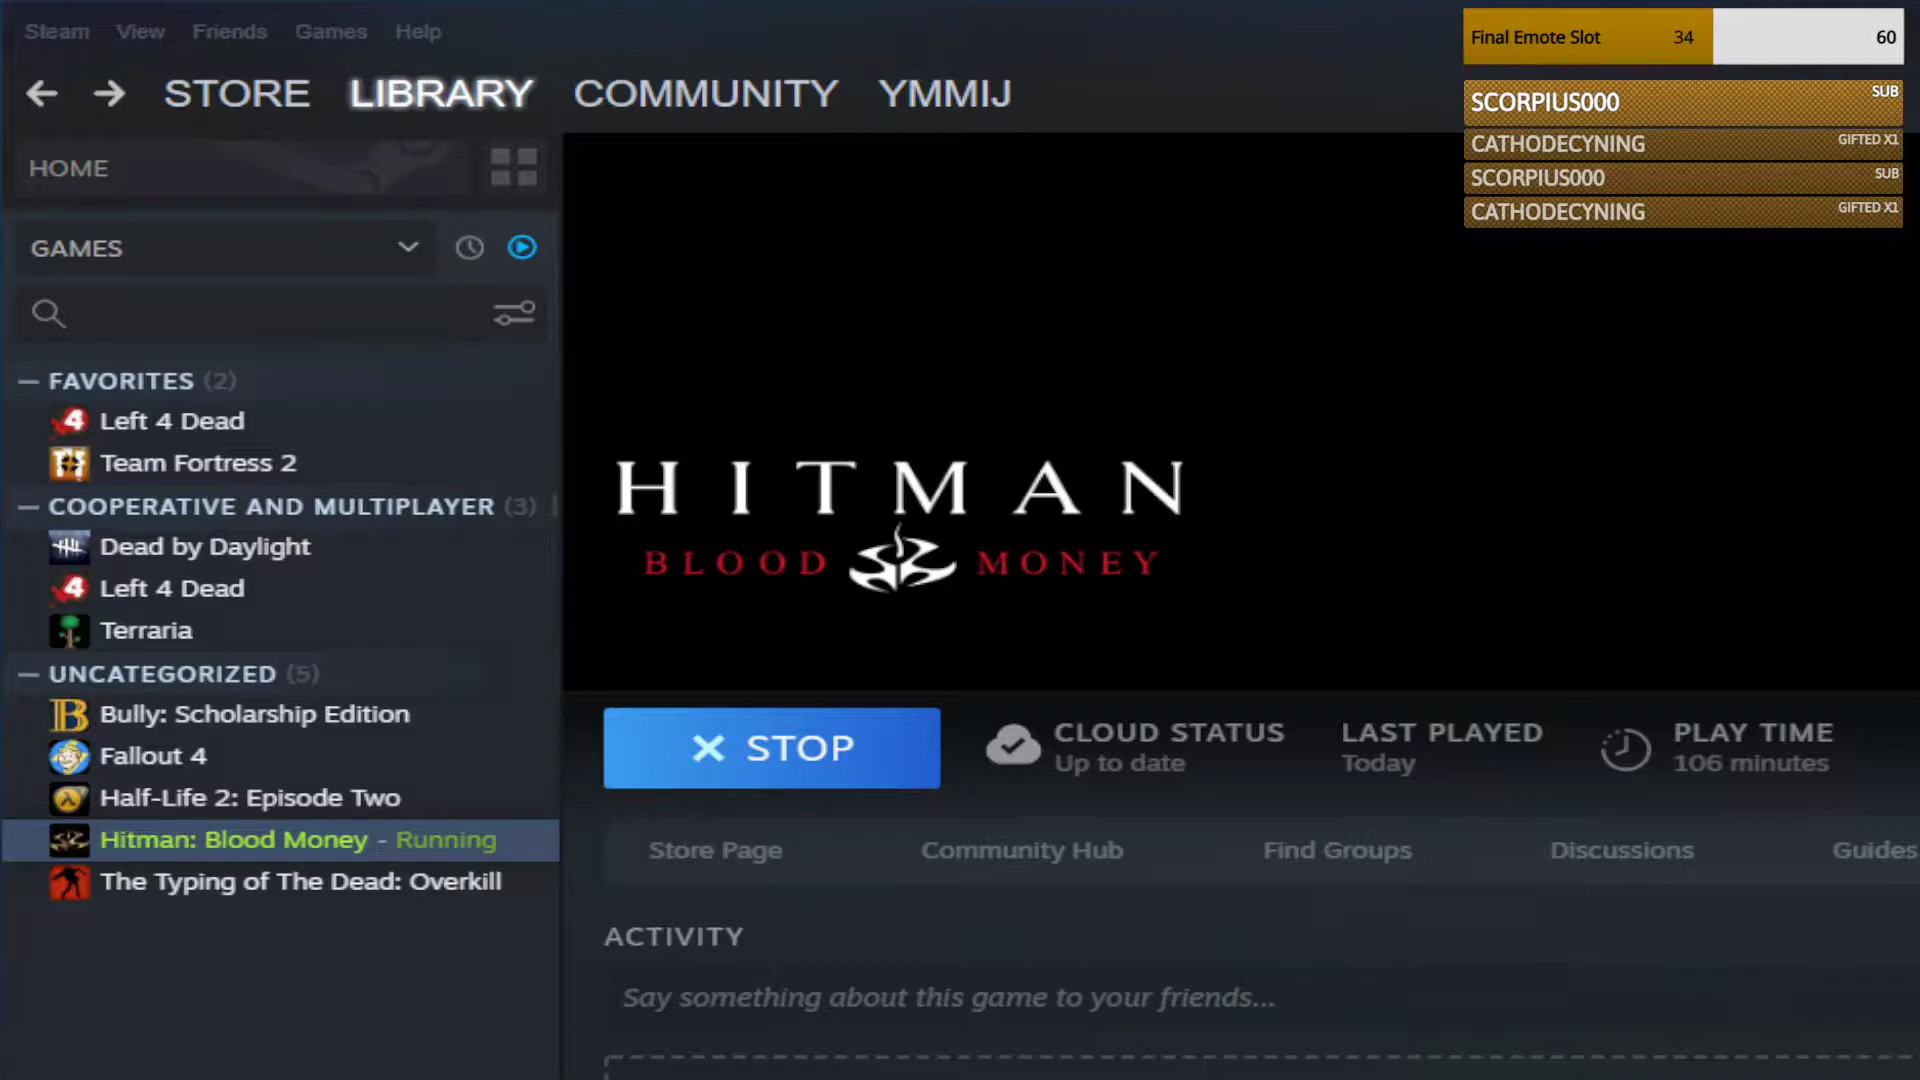 Steam View Friends Games Help
STORE LIBRARY COMMUNITY YMMIJ
Final Emote Slot 34 60
SCORPIUS000 SUB
CATHODECYNING GIFTED X1
SCORPIUS000 SUB
CATHODECYNING GIFTED X1
HOME
GAMES
— FAVORITES (2)
Left 4 Dead
Team Fortress 2
— COOPERATIVE AND MULTIPLAYER (3)
Dead by Daylight
Left 4 Dead
Terraria
— UNCATEGORIZED (5)
Bully: Scholarship Edition
Fallout 4
Half-Life 2: Episode Two
Hitman: Blood Money - Running
The Typing of The Dead: Overkill
HITMAN
BLOOD MONEY
STOP
CLOUD STATUS
Up to date
LAST PLAYED
Today
PLAY TIME
106 minutes
Store Page Community Hub Find Groups Discussions Guides
ACTIVITY
Say something about this game to your friends...